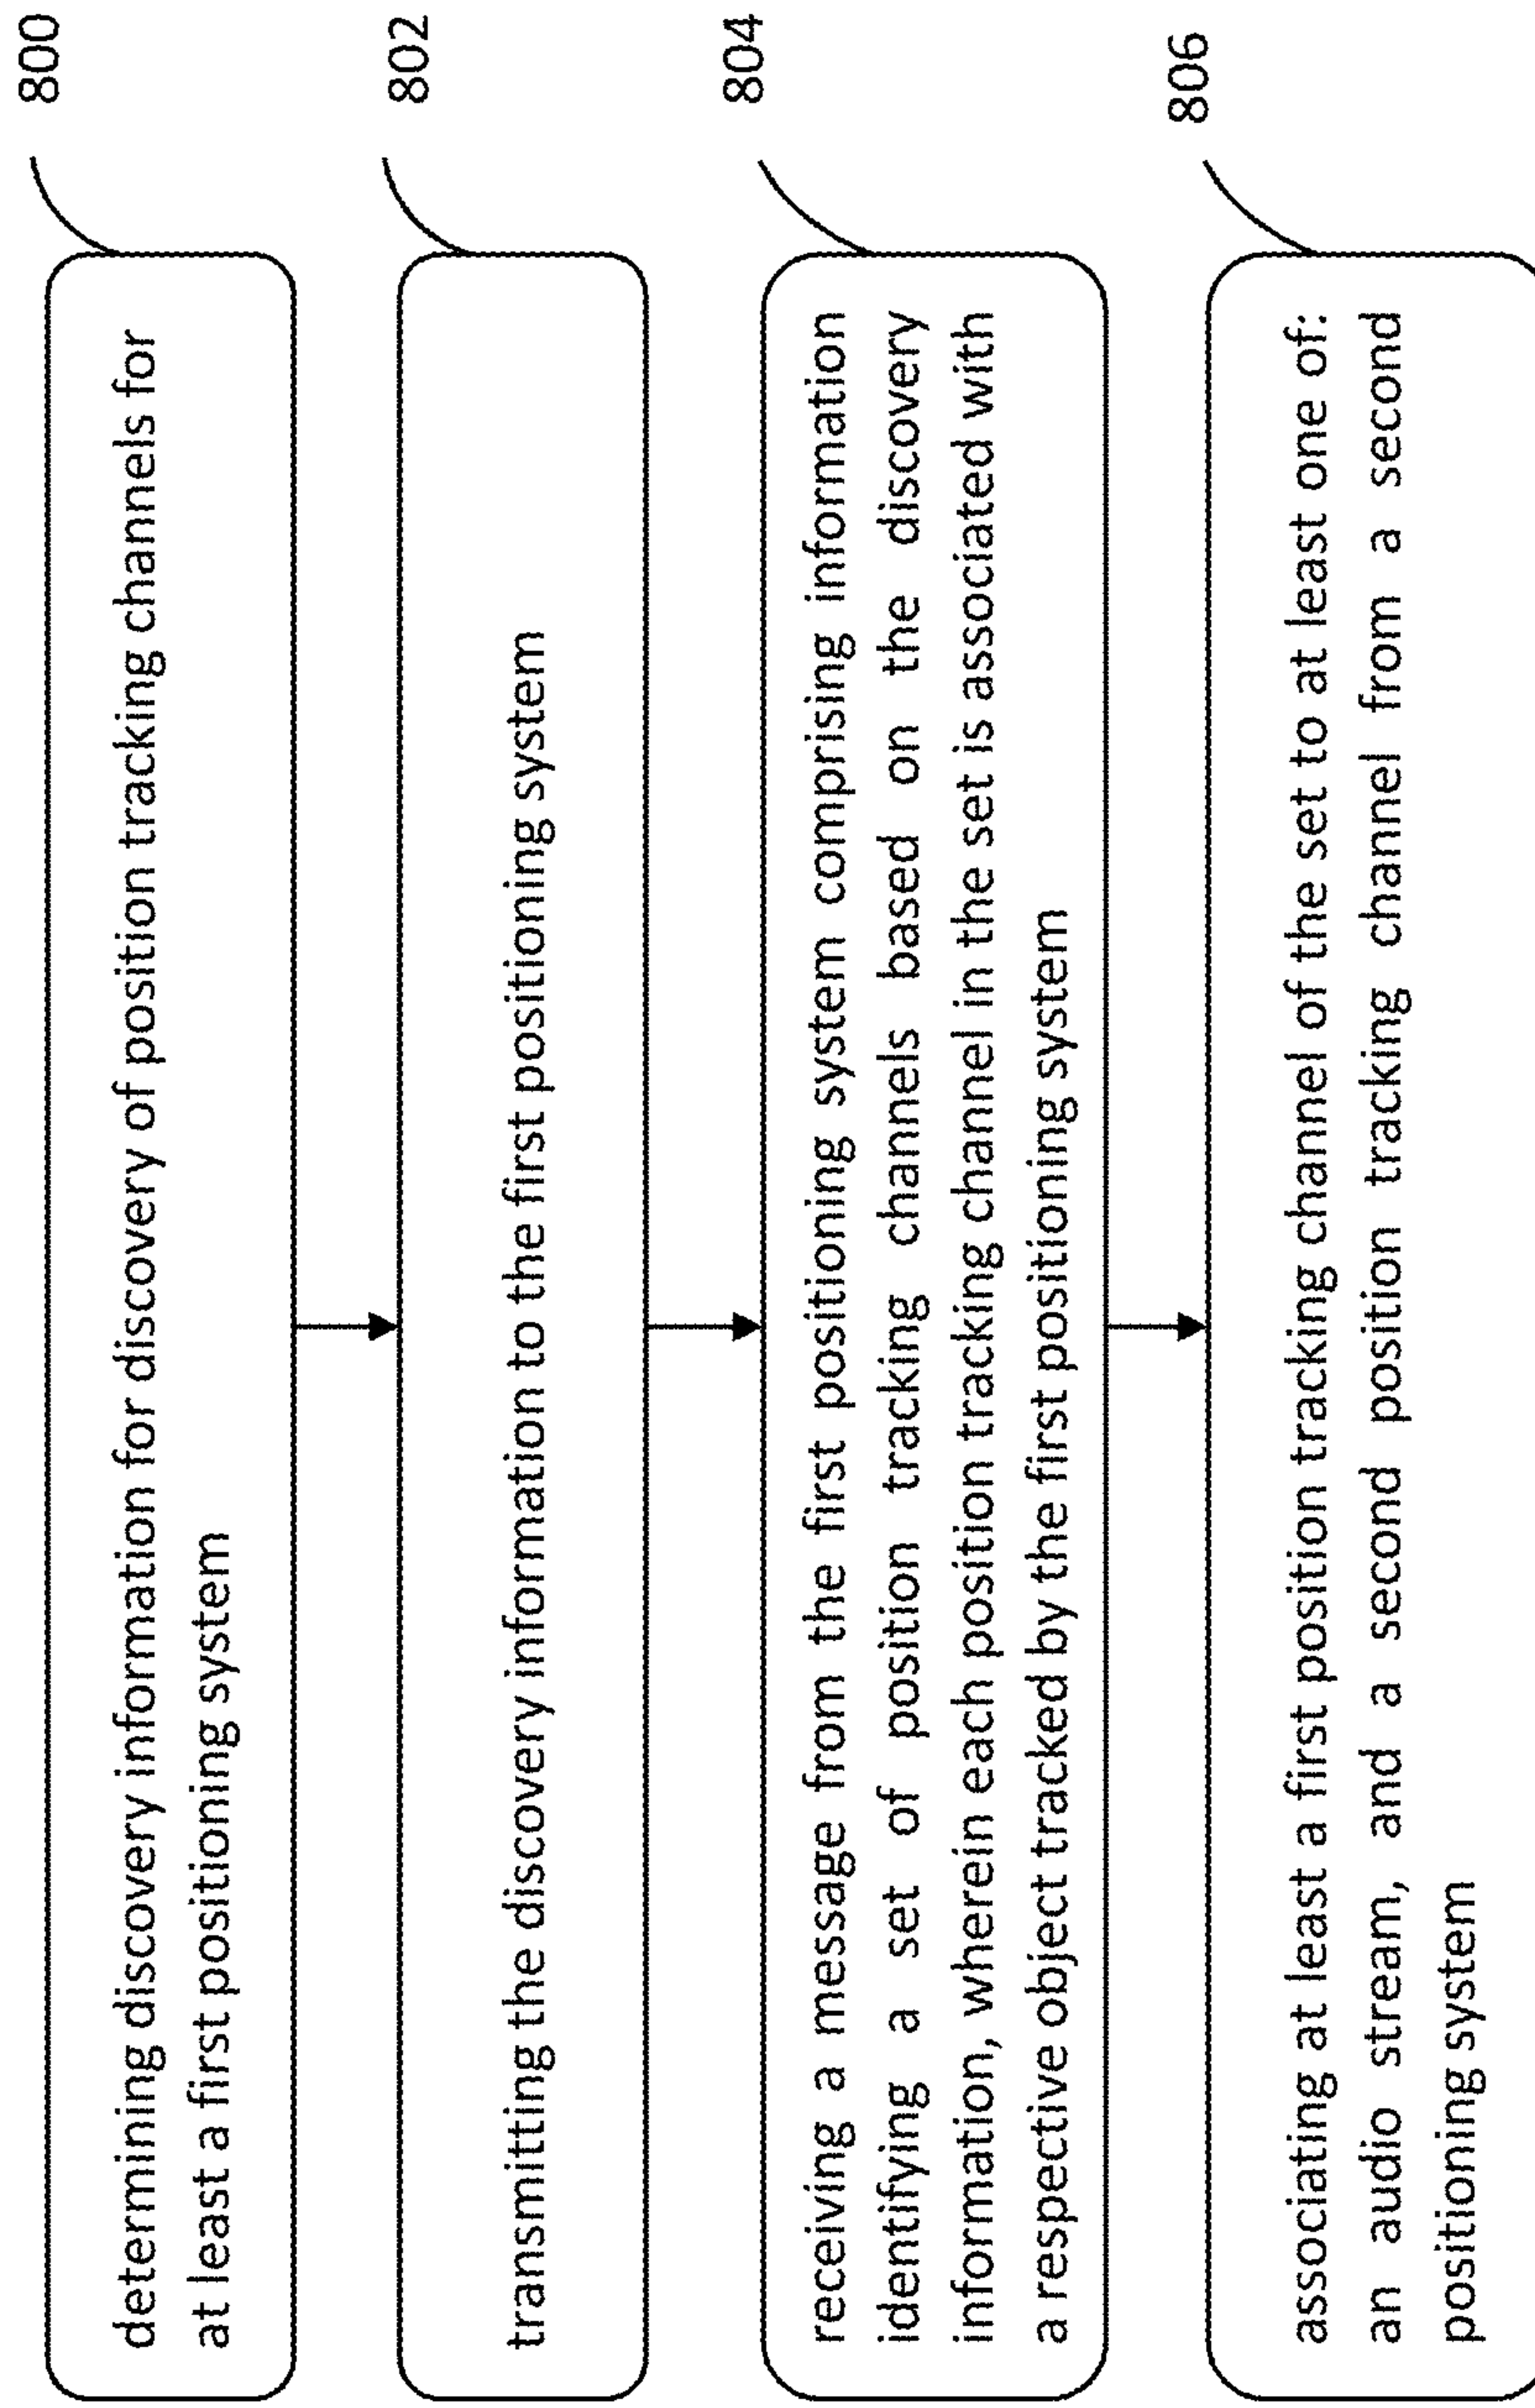 800
determining discovery information for discovery of position tracking channels for
at least a first positioning system
802
transmitting the discovery information to the first positioning system
804
receiving a message from the first positioning system comprising information
identifying a set of position tracking channels based on the discovery
information, wherein each position tracking channel in the set is associated with
a respective object tracked by the first positioning system
806
associating at least a first position tracking channel of the set to at least one of:
an audio stream, and a second position tracking channel from a second
positioning system